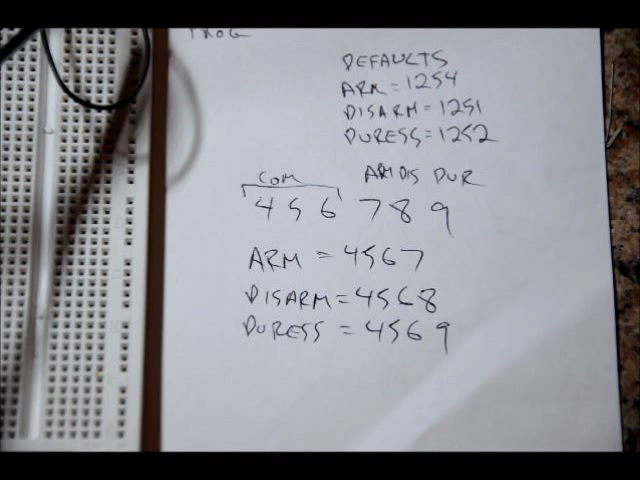 PROG
DEFAULTS
ARM = 1254
DISARM = 1251
DURESS = 1252
COM ARM DIS DUR
4 5 6 7 8 9
ARM = 4567
DISARM = 4568
DURESS = 4569